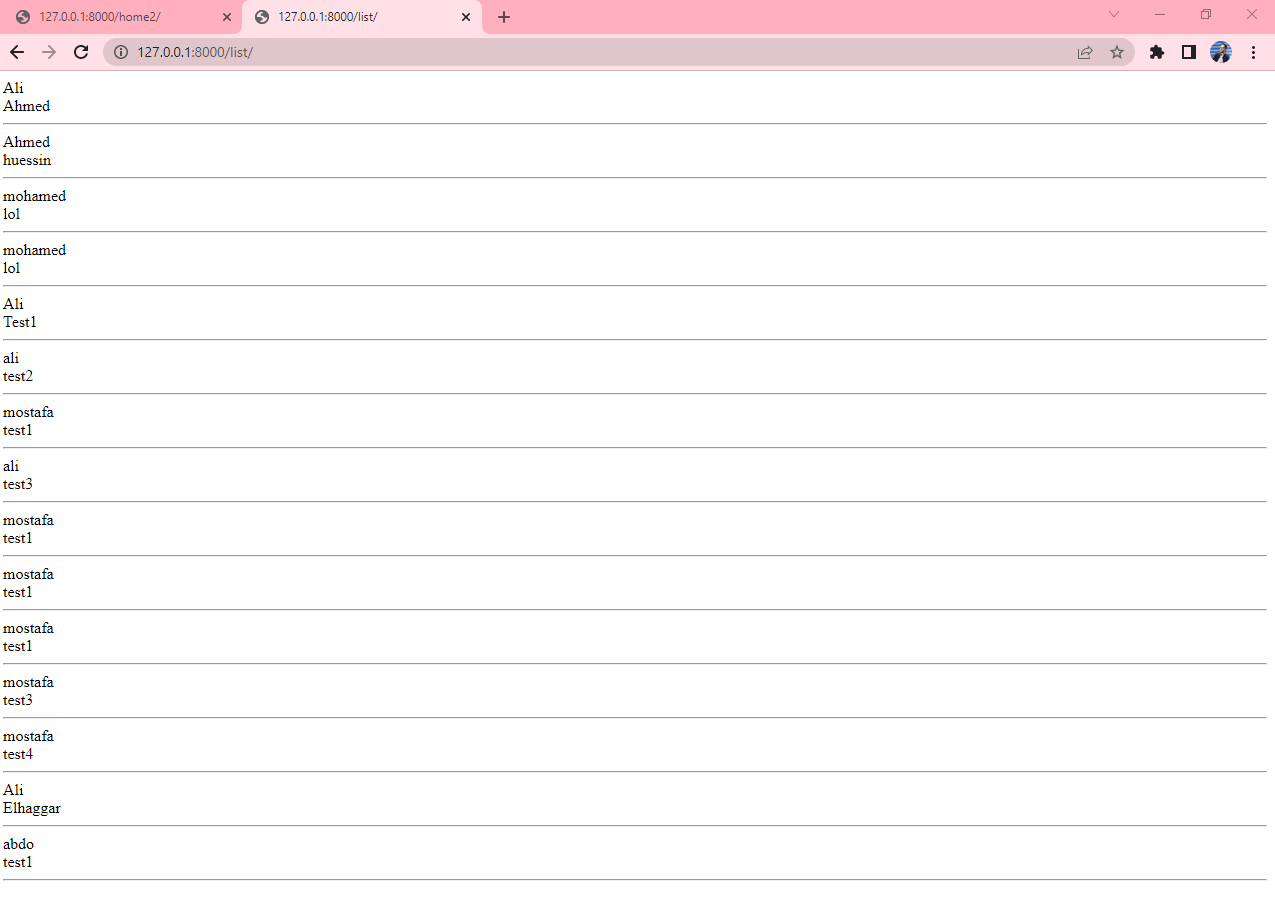 127.0.0.1:8000/home2/
127.0.0.1:8000/list/
127.0.0.1:8000/list/
Ali
Ahmed
Ahmed
huessin
mohamed
lol
mohamed
lol
Ali
Test1
ali
test2
mostafa
test1
ali
test3
mostafa
test1
mostafa
test1
mostafa
test1
mostafa
test3
mostafa
test4
Ali
Elhaggar
abdo
test1